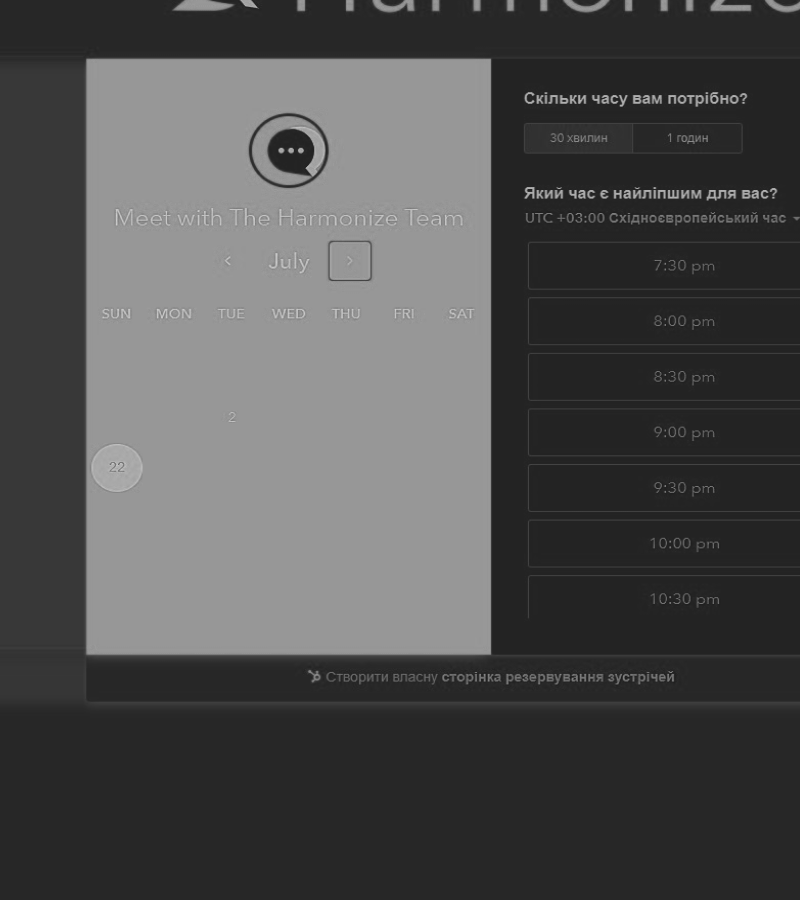 Harmonize
Meet with The Harmonize Team
July
SUN MON TUE WED THU FRI SAT
2
22
Скільки часу вам потрібно?
30 хвилин 1 годин
Який час є найліпшим для вас?
UTC +03:00 Східноєвропейський час
7:30 pm
8:00 pm
8:30 pm
9:00 pm
9:30 pm
10:00 pm
10:30 pm
Створити власну сторінка резервування зустрічей